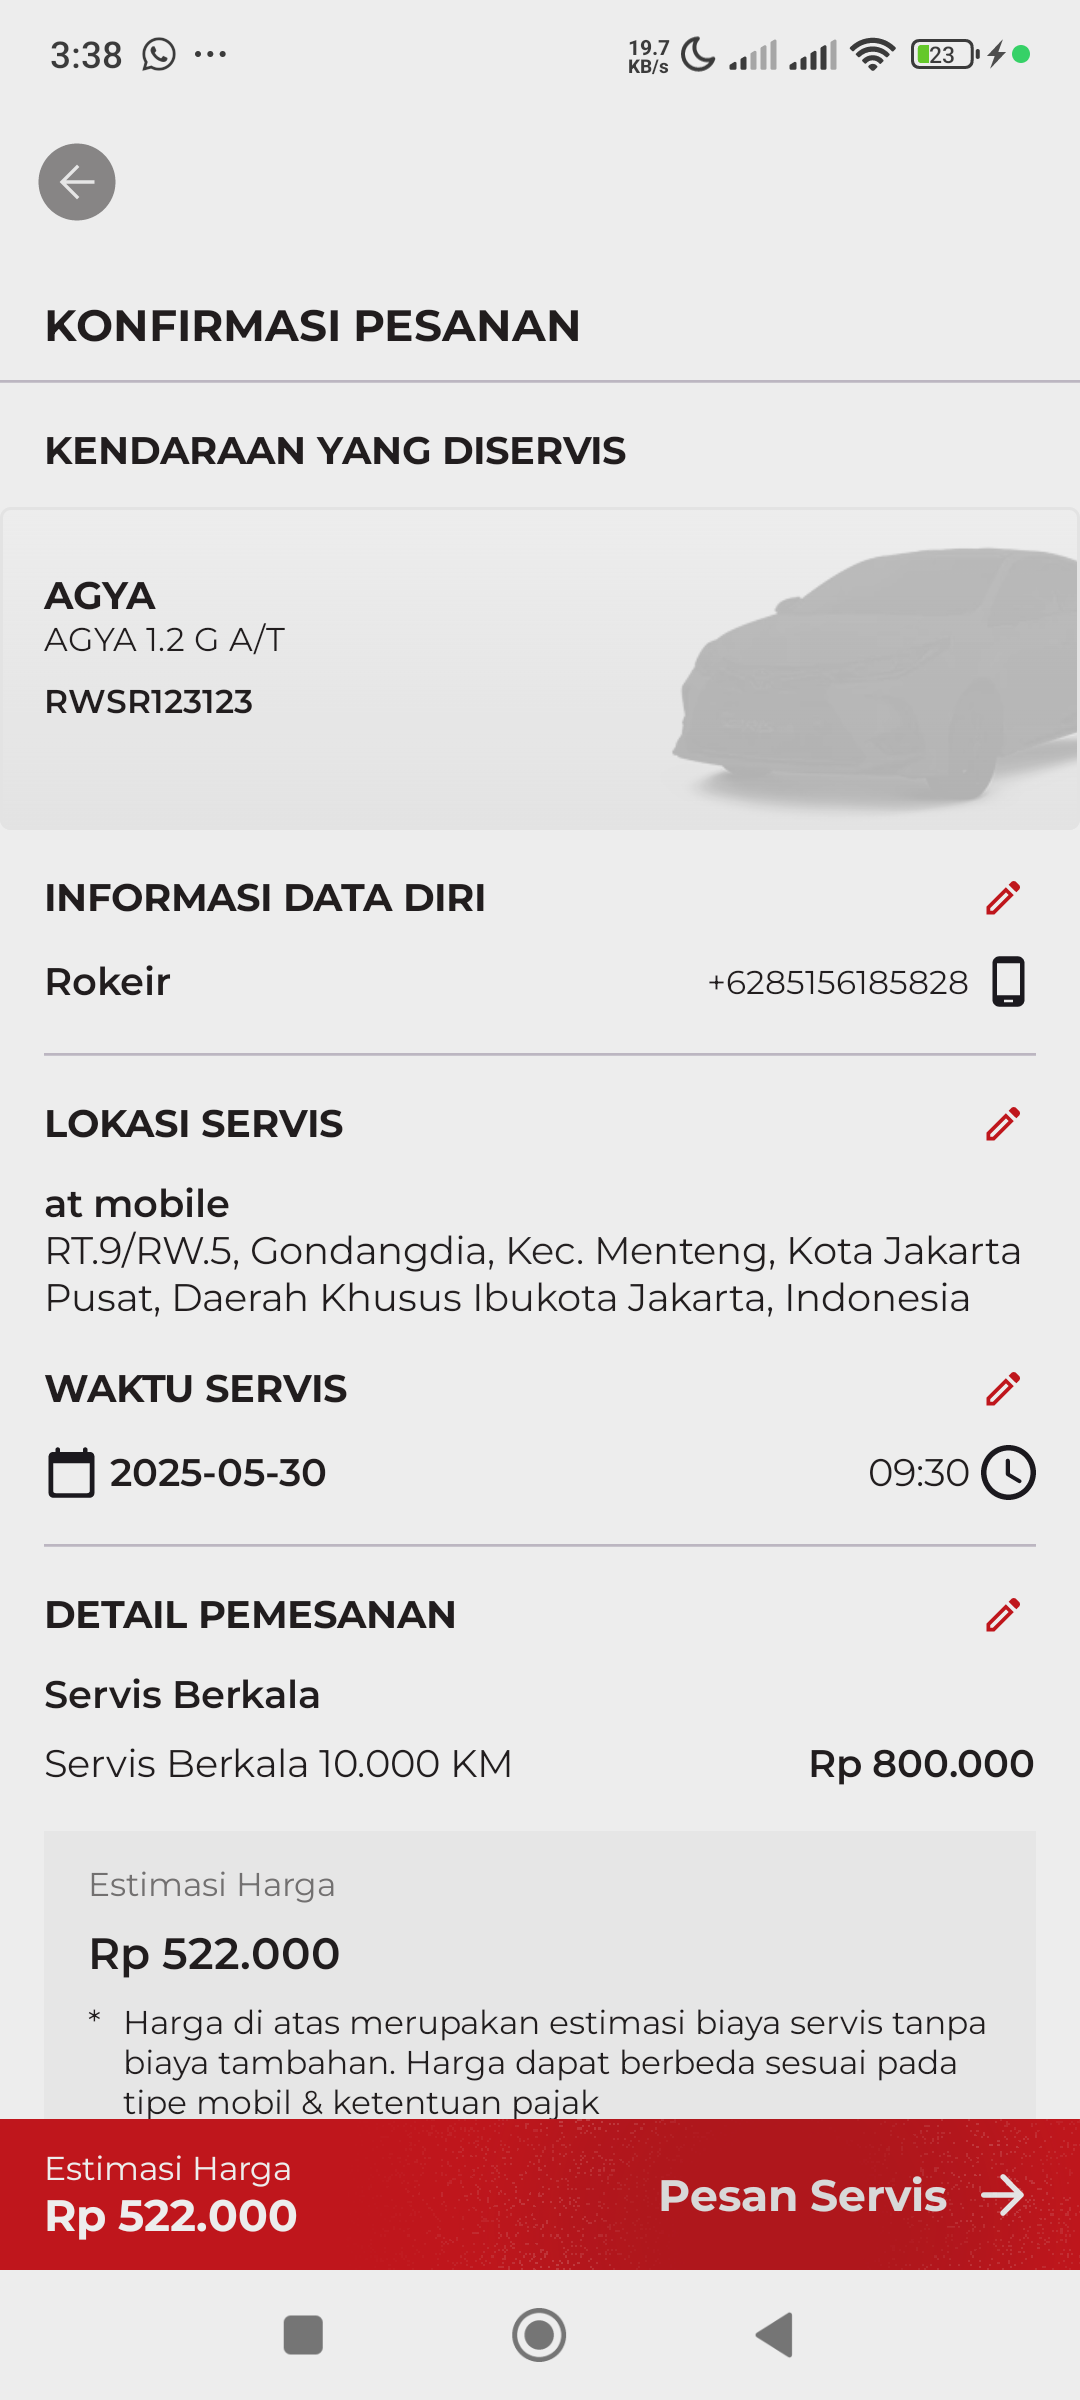 3:38
19.7
KB/s
23
KONFIRMASI PESANAN
KENDARAAN YANG DISERVIS
AGYA
AGYA 1.2 G A/T
RWSR123123
INFORMASI DATA DIRI
Rokeir
+6285156185828
LOKASI SERVIS
at mobile
RT.9/RW.5, Gondangdia, Kec. Menteng, Kota Jakarta
Pusat, Daerah Khusus Ibukota Jakarta, Indonesia
WAKTU SERVIS
2025-05-30
09:30
DETAIL PEMESANAN
Servis Berkala
Servis Berkala 10.000 KM
Rp 800.000
Estimasi Harga
Rp 522.000
* Harga di atas merupakan estimasi biaya servis tanpa
biaya tambahan. Harga dapat berbeda sesuai pada
tipe mobil & ketentuan pajak
Estimasi Harga
Rp 522.000
Pesan Servis